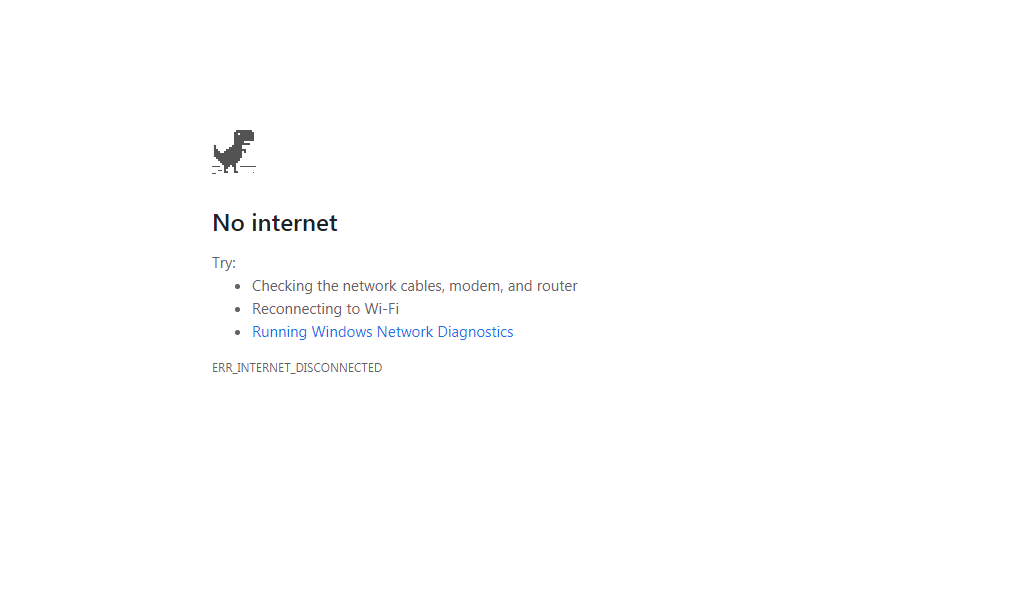 No internet
Try:
Checking the network cables, modem, and router
Reconnecting to Wi-Fi
Running Windows Network Diagnostics
ERR_INTERNET_DISCONNECTED